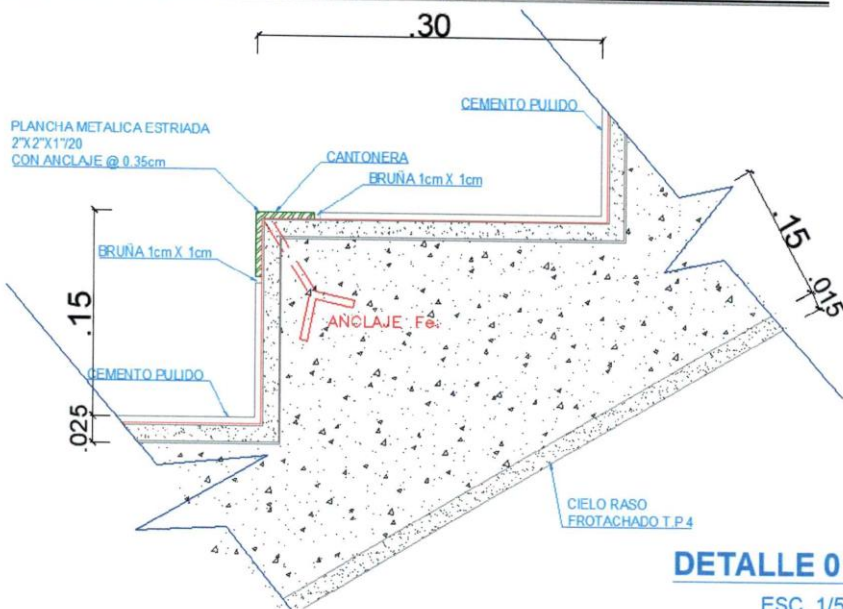 .30
CEMENTO PULIDO
PLANCHA METALICA ESTRIADA
2"X2"X1"/20
CON ANCLAJE @ 0.35cm
CANTONERA
BRUÑA 1cm X 1cm
BRUÑA 1cm X 1cm
.15
.015
.15
ANCLAJE Fe.
CEMENTO PULIDO
.025
CIELO RASO
FROTACHADO T.P 4
DETALLE 0
ESC. 1/5